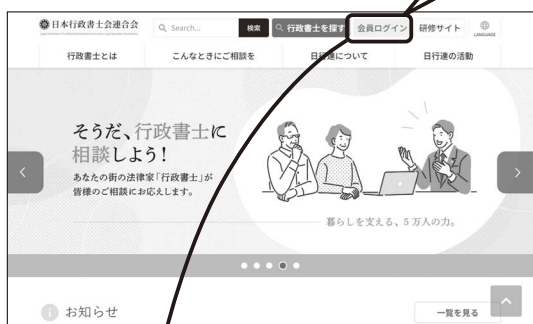 日本行政書士会連合会
Search...
検索
行政書士を探す
会員ログイン
研修サイト
LANGUAGE
行政書士とは
こんなときにご相談を
日行連について
日行連の活動
そうだ、行政書士に
相談しよう！
あなたの街の法律家「行政書士」が
皆様のご相談にお応えします。
暮らしを支える、5万人の力。
お知らせ
一覧を見る